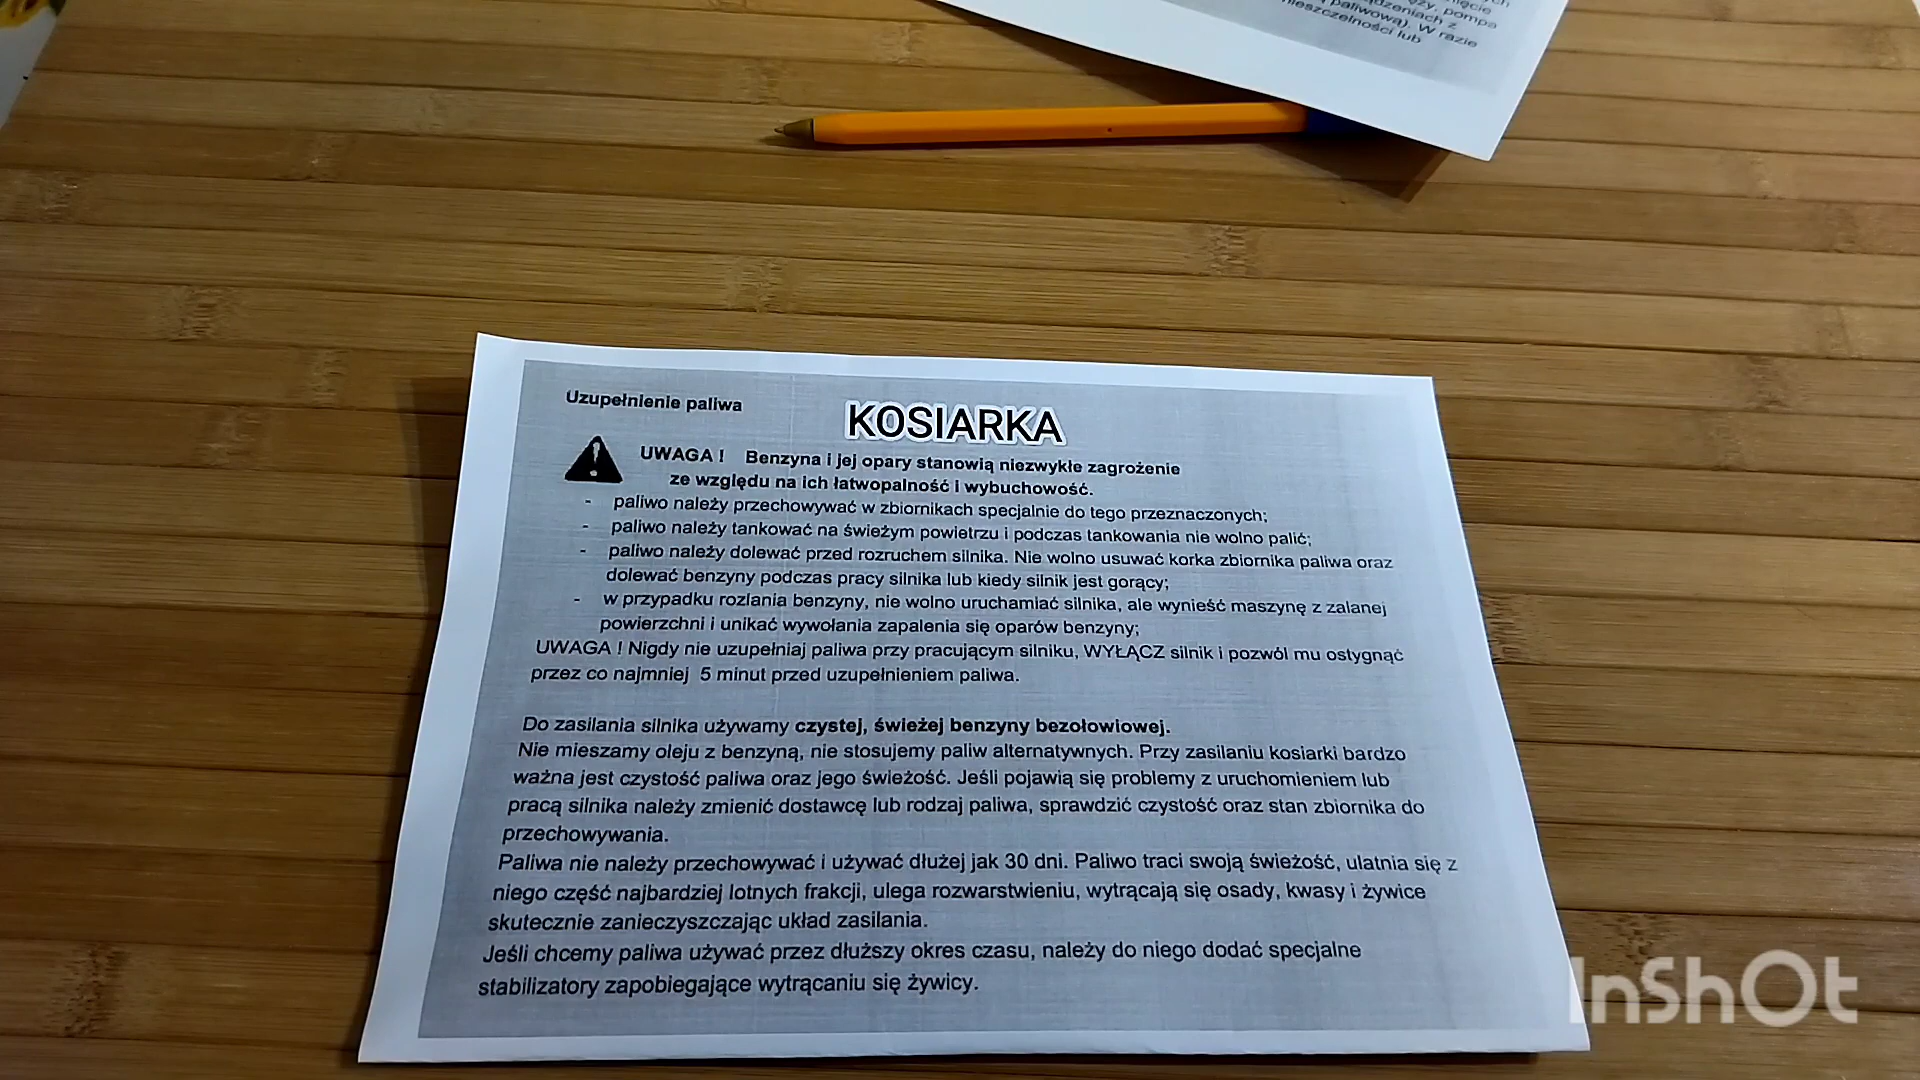 pompa
paliwową). W razie
nieszczelności lub
Uzupełnienie paliwa
KOSIARKA
UWAGA ! Benzyna i jej opary stanowią niezwykłe zagrożenie
ze względu na ich łatwopalność i wybuchowość.
- paliwo należy przechowywać w zbiornikach specjalnie do tego przeznaczonych;
- paliwo należy tankować na świeżym powietrzu i podczas tankowania nie wolno palić;
- paliwo należy dolewać przed rozruchem silnika. Nie wolno usuwać korka zbiornika paliwa oraz
dolewać benzyny podczas pracy silnika lub kiedy silnik jest gorący;
- w przypadku rozlania benzyny, nie wolno uruchamiać silnika, ale wynieść maszynę z zalanej
powierzchni i unikać wywołania zapalenia się oparów benzyny;
UWAGA ! Nigdy nie uzupełniaj paliwa przy pracującym silniku, WYŁĄCZ silnik i pozwól mu ostygnąć
przez co najmniej 5 minut przed uzupełnieniem paliwa.
Do zasilania silnika używamy czystej, świeżej benzyny bezołowiowej.
Nie mieszamy oleju z benzyną, nie stosujemy paliw alternatywnych. Przy zasilaniu kosiarki bardzo
ważna jest czystość paliwa oraz jego świeżość. Jeśli pojawią się problemy z uruchomieniem lub
pracą silnika należy zmienić dostawcę lub rodzaj paliwa, sprawdzić czystość oraz stan zbiornika do
przechowywania.
Paliwa nie należy przechowywać i używać dłużej jak 30 dni. Paliwo traci swoją świeżość, ulatnia się z
niego część najbardziej lotnych frakcji, ulega rozwarstwieniu, wytrącają się osady, kwasy i żywice
skutecznie zanieczyszczając układ zasilania.
Jeśli chcemy paliwa używać przez dłuższy okres czasu, należy do niego dodać specjalne
stabilizatory zapobiegające wytrącaniu się żywicy.
InShOt